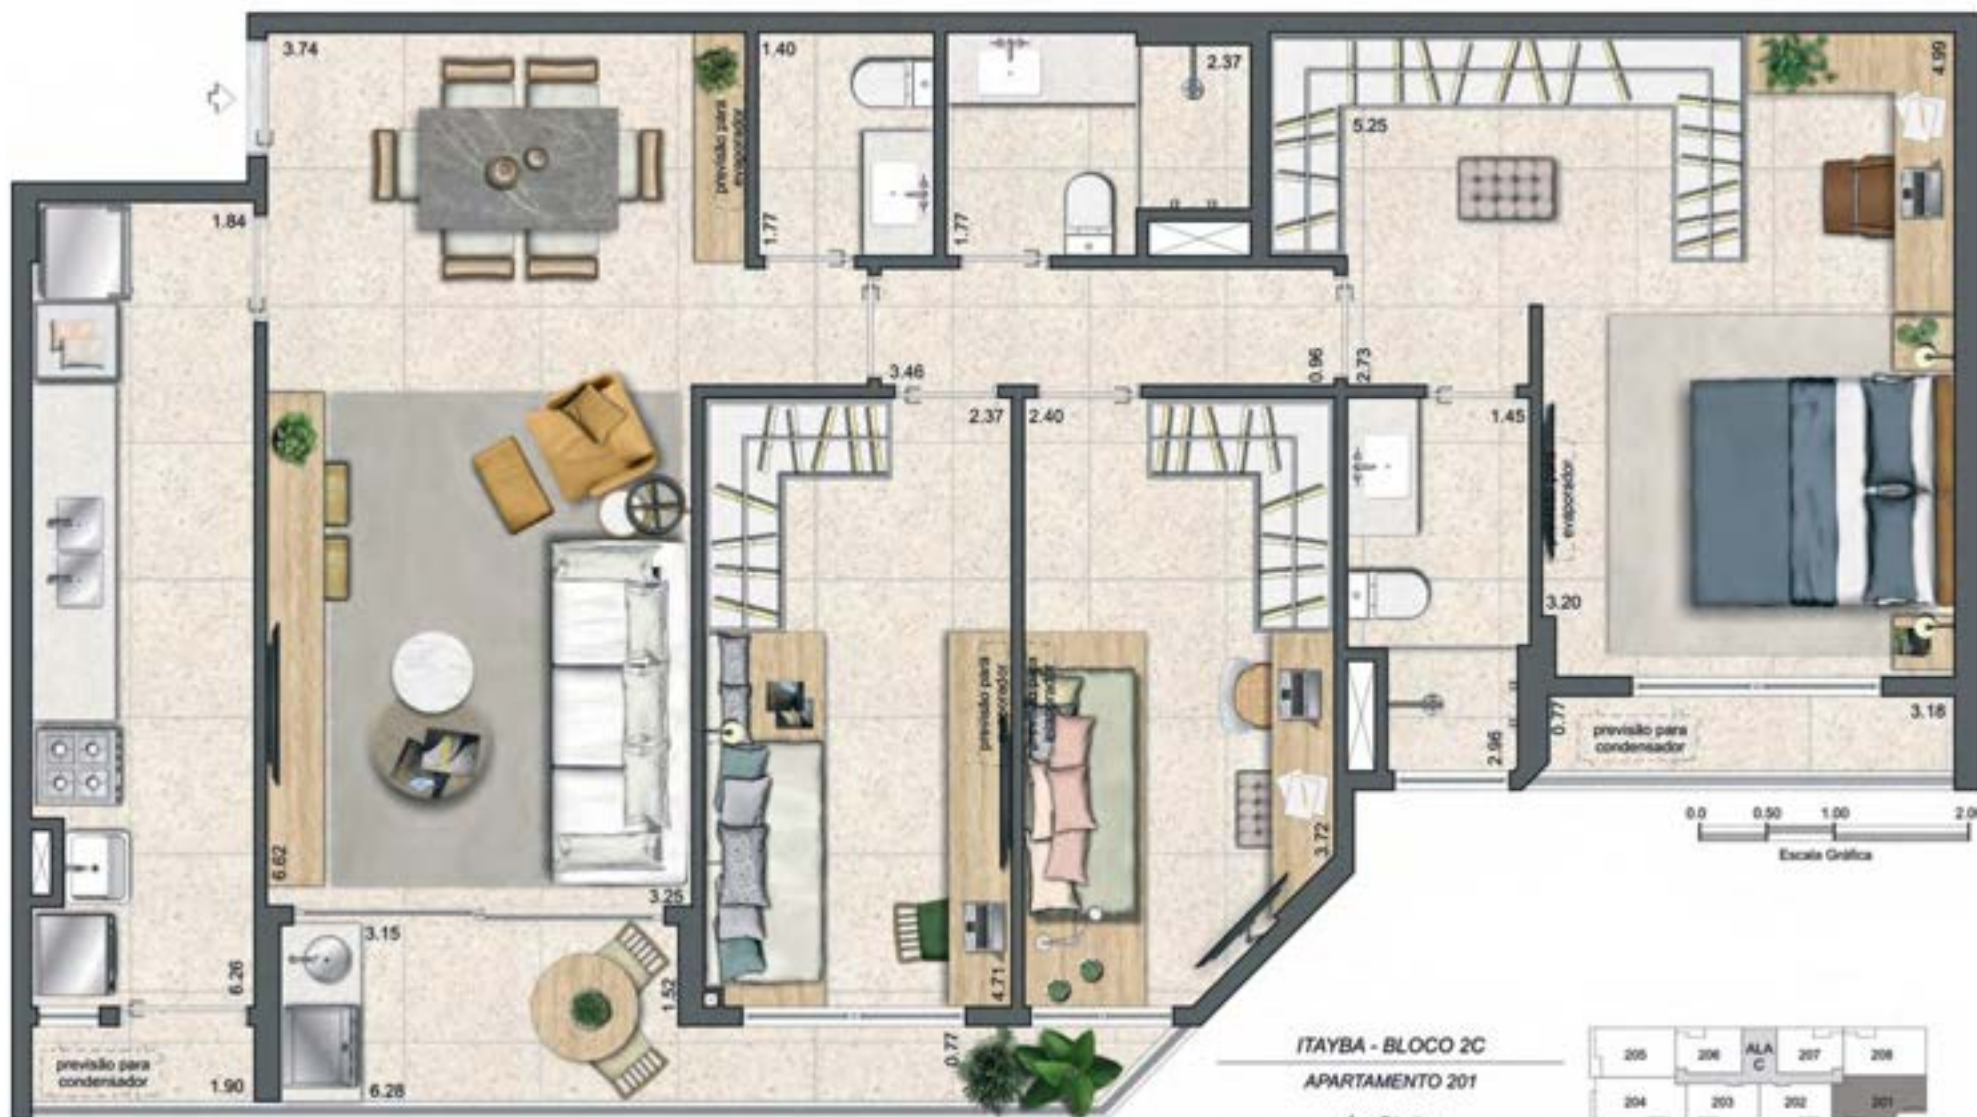 3.74
1.40
2.37
4.99
5.25
previsão para
evaporador
1.84
1.77
1.77
3.46
0.96
2.73
2.37
2.40
1.45
evaporador
3.20
previsão para
0.77
previsão para
condensador
3.18
2.96
0.0 0.50 1.00
Escala Gráfica
3.72
6.62
3.25
3.15
1.52
4.71
6.26
0.77
previsão para
condensador
1.90
6.28
ITAYBA - BLOCO 2C
APARTAMENTO 201
205 206 ALA C 207 208
204 203 202 201